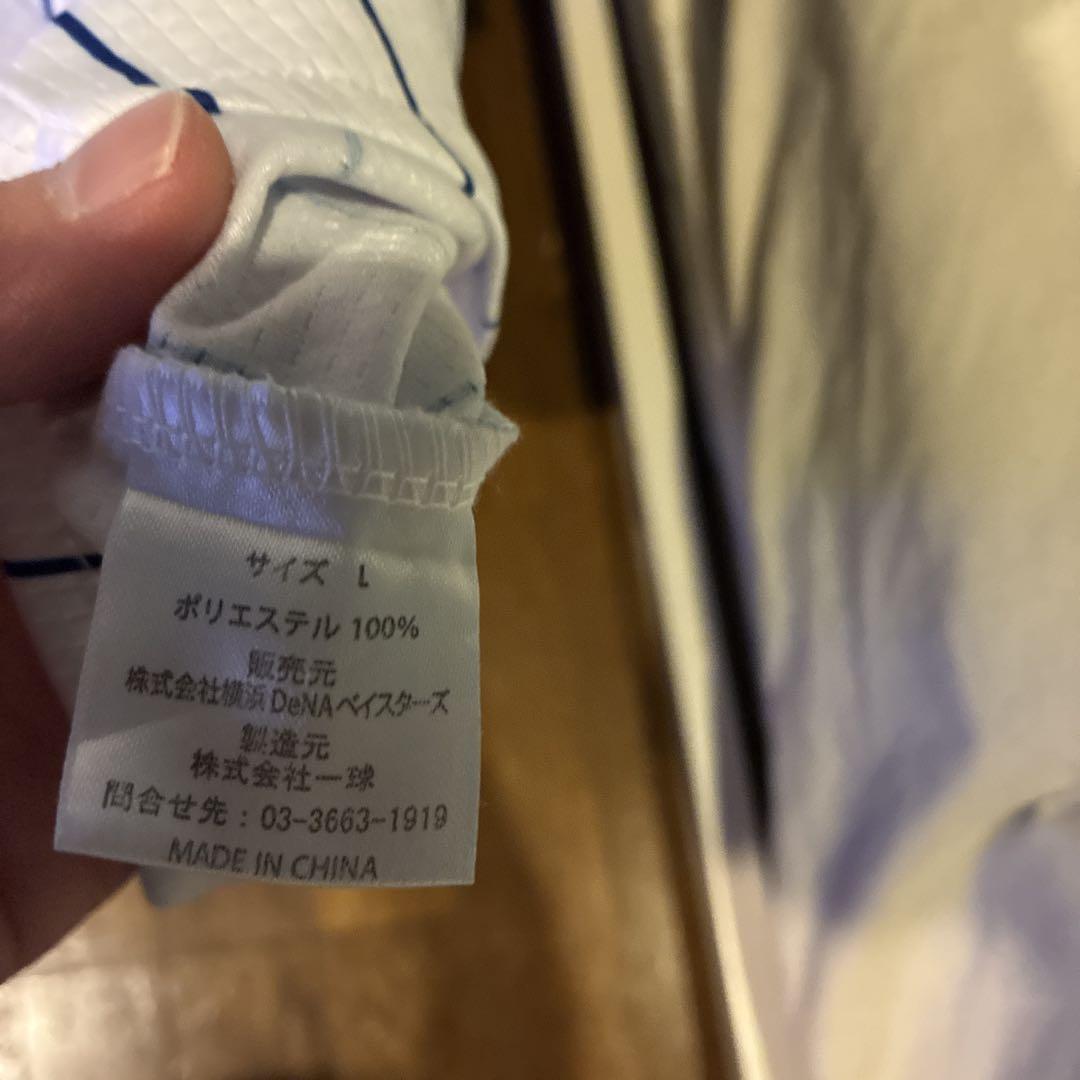 サイズ L
ポリエステル 100%
販売元
株式会社横浜DeNAベイスターズ
製造元
株式会社一球
問合せ先：03-3663-1919
MADE IN CHINA